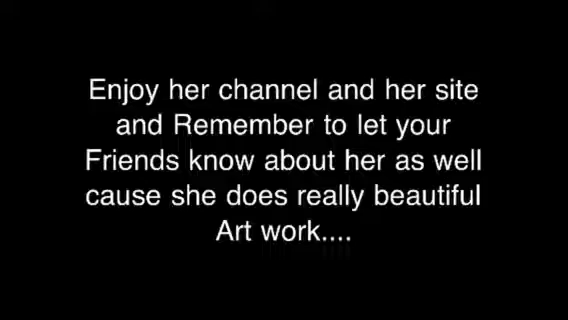 Enjoy her channel and her site
and Remember to let your
Friends know about her as well
cause she does really beautiful
Art work....